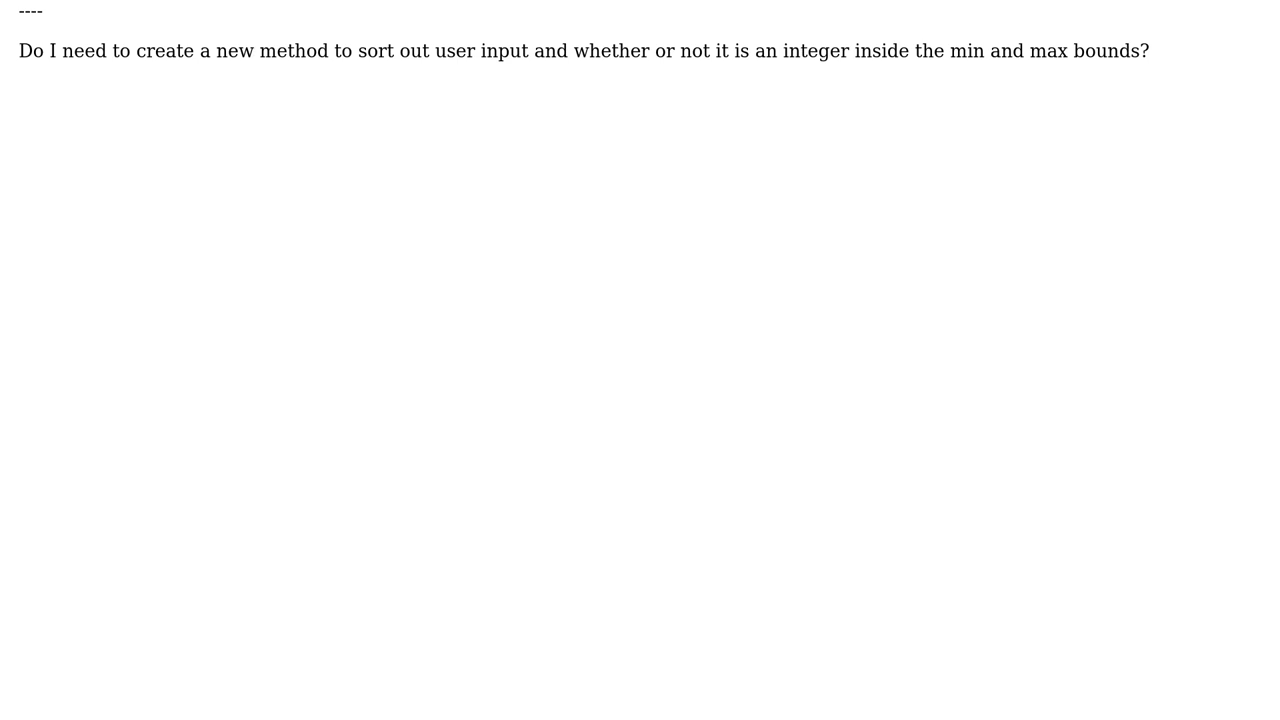 ----
Do I need to create a new method to sort out user input and whether or not it is an integer inside the min and max bounds?